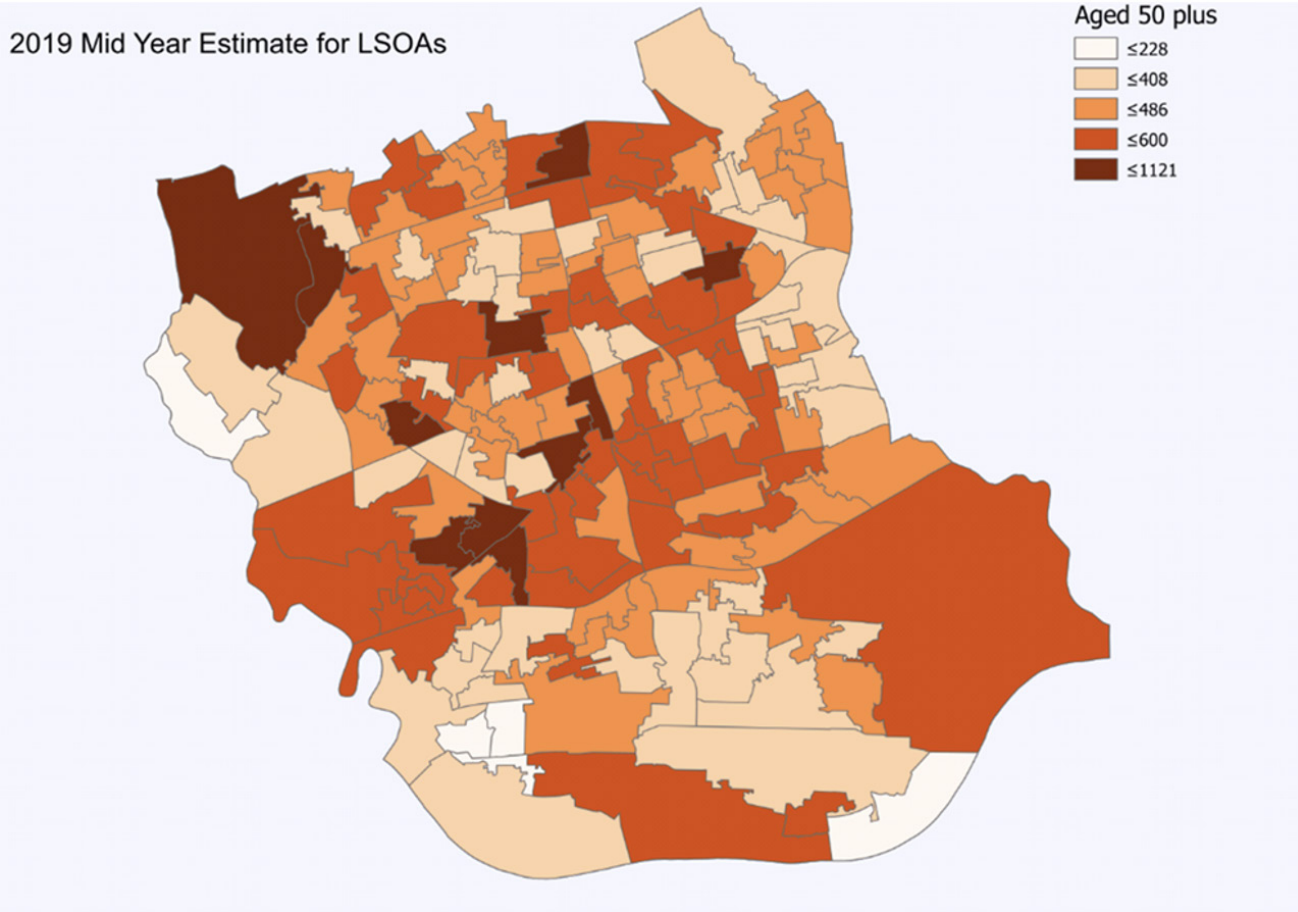 2019 Mid Year Estimate for LSOAs
Aged 50 plus
≤228
≤408
≤486
≤600
≤1121